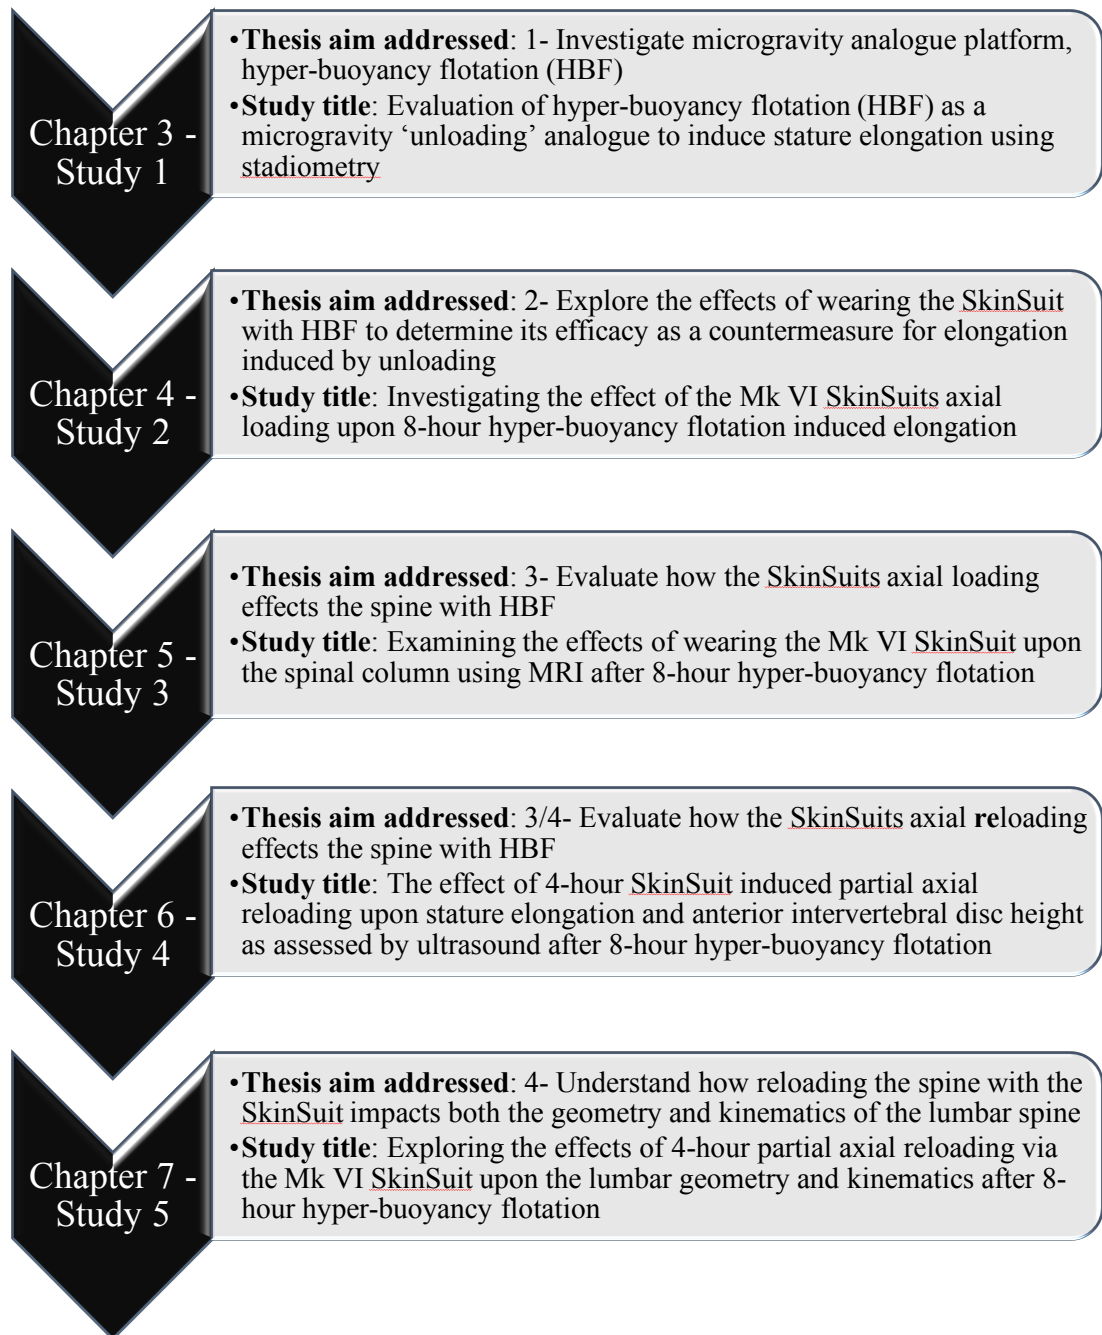 Chapter 3 -
Study 1
•Thesis aim addressed: 1- Investigate microgravity analogue platform,
hyper-buoyancy flotation (HBF)
•Study title: Evaluation of hyper-buoyancy flotation (HBF) as a
microgravity ‘unloading’ analogue to induce stature elongation using
stadiometry
Chapter 4 -
Study 2
•Thesis aim addressed: 2- Explore the effects of wearing the SkinSuit
with HBF to determine its efficacy as a countermeasure for elongation
induced by unloading
•Study title: Investigating the effect of the Mk VI SkinSuits axial
loading upon 8-hour hyper-buoyancy flotation induced elongation
Chapter 5 -
Study 3
•Thesis aim addressed: 3- Evaluate how the SkinSuits axial loading
effects the spine with HBF
•Study title: Examining the effects of wearing the Mk VI SkinSuit upon
the spinal column using MRI after 8-hour hyper-buoyancy flotation
Chapter 6 -
Study 4
•Thesis aim addressed: 3/4- Evaluate how the SkinSuits axial reloading
effects the spine with HBF
•Study title: The effect of 4-hour SkinSuit induced partial axial
reloading upon stature elongation and anterior intervertebral disc height
as assessed by ultrasound after 8-hour hyper-buoyancy flotation
Chapter 7 -
Study 5
•Thesis aim addressed: 4- Understand how reloading the spine with the
SkinSuit impacts both the geometry and kinematics of the lumbar spine
•Study title: Exploring the effects of 4-hour partial axial reloading via
the Mk VI SkinSuit upon the lumbar geometry and kinematics after 8-
hour hyper-buoyancy flotation